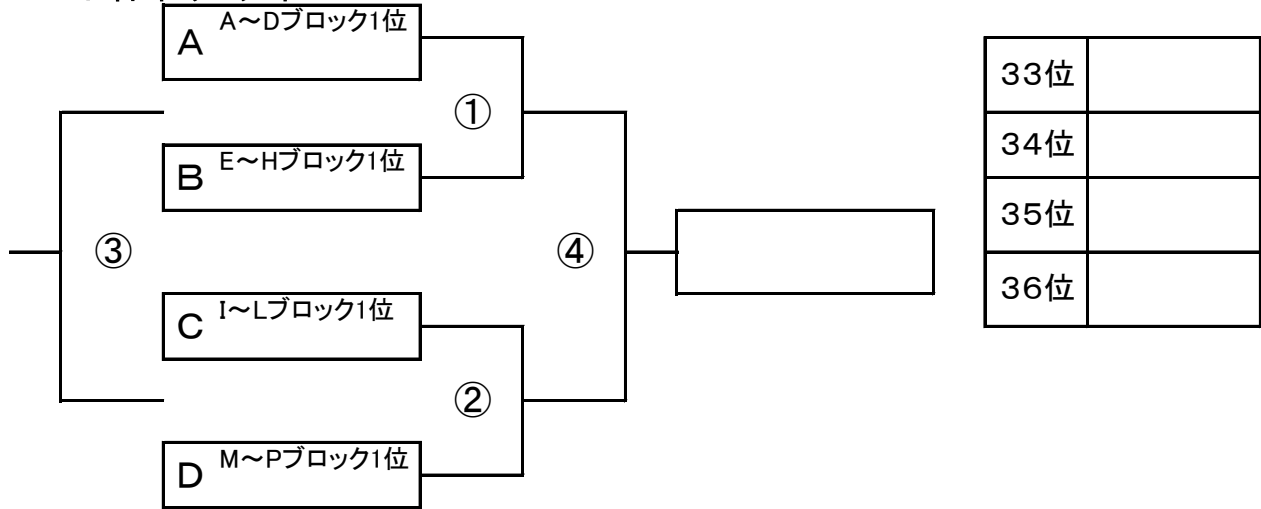 A A～Dブロック1位
①
B E～Hブロック1位
③
④
C I～Lブロック1位
②
D M～Pブロック1位
33位
34位
35位
36位